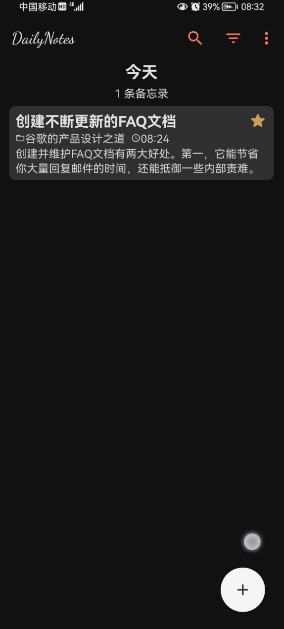 中国移动 HD 08:32 39%
DailyNotes
今天
1 条备忘录
创建不断更新的FAQ文档
谷歌的产品设计之道 08:24
创建并维护FAQ文档有两大好处。第一，它能节省
你大量回复邮件的时间，还能抵御一些内部责难。